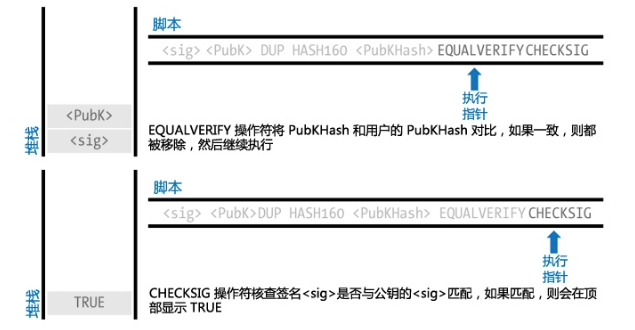 脚本
<sig> <PubK> DUP HASH160 <PubKHash> EQUALVERIFY CHECKSIG
执行
指针
堆栈
<PubK>
<sig>
EQUALVERIFY 操作符将 PubKHash 和用户的 PubKHash 对比，如果一致，则都
被移除，然后继续执行
脚本
<sig> <PubK>DUP HASH160 <PubKHash> EQUALVERIFY CHECKSIG
执行
指针
堆栈
TRUE
CHECKSIG 操作符核查签名<sig>是否与公钥的<sig>匹配，如果匹配，则会在顶
部显示 TRUE